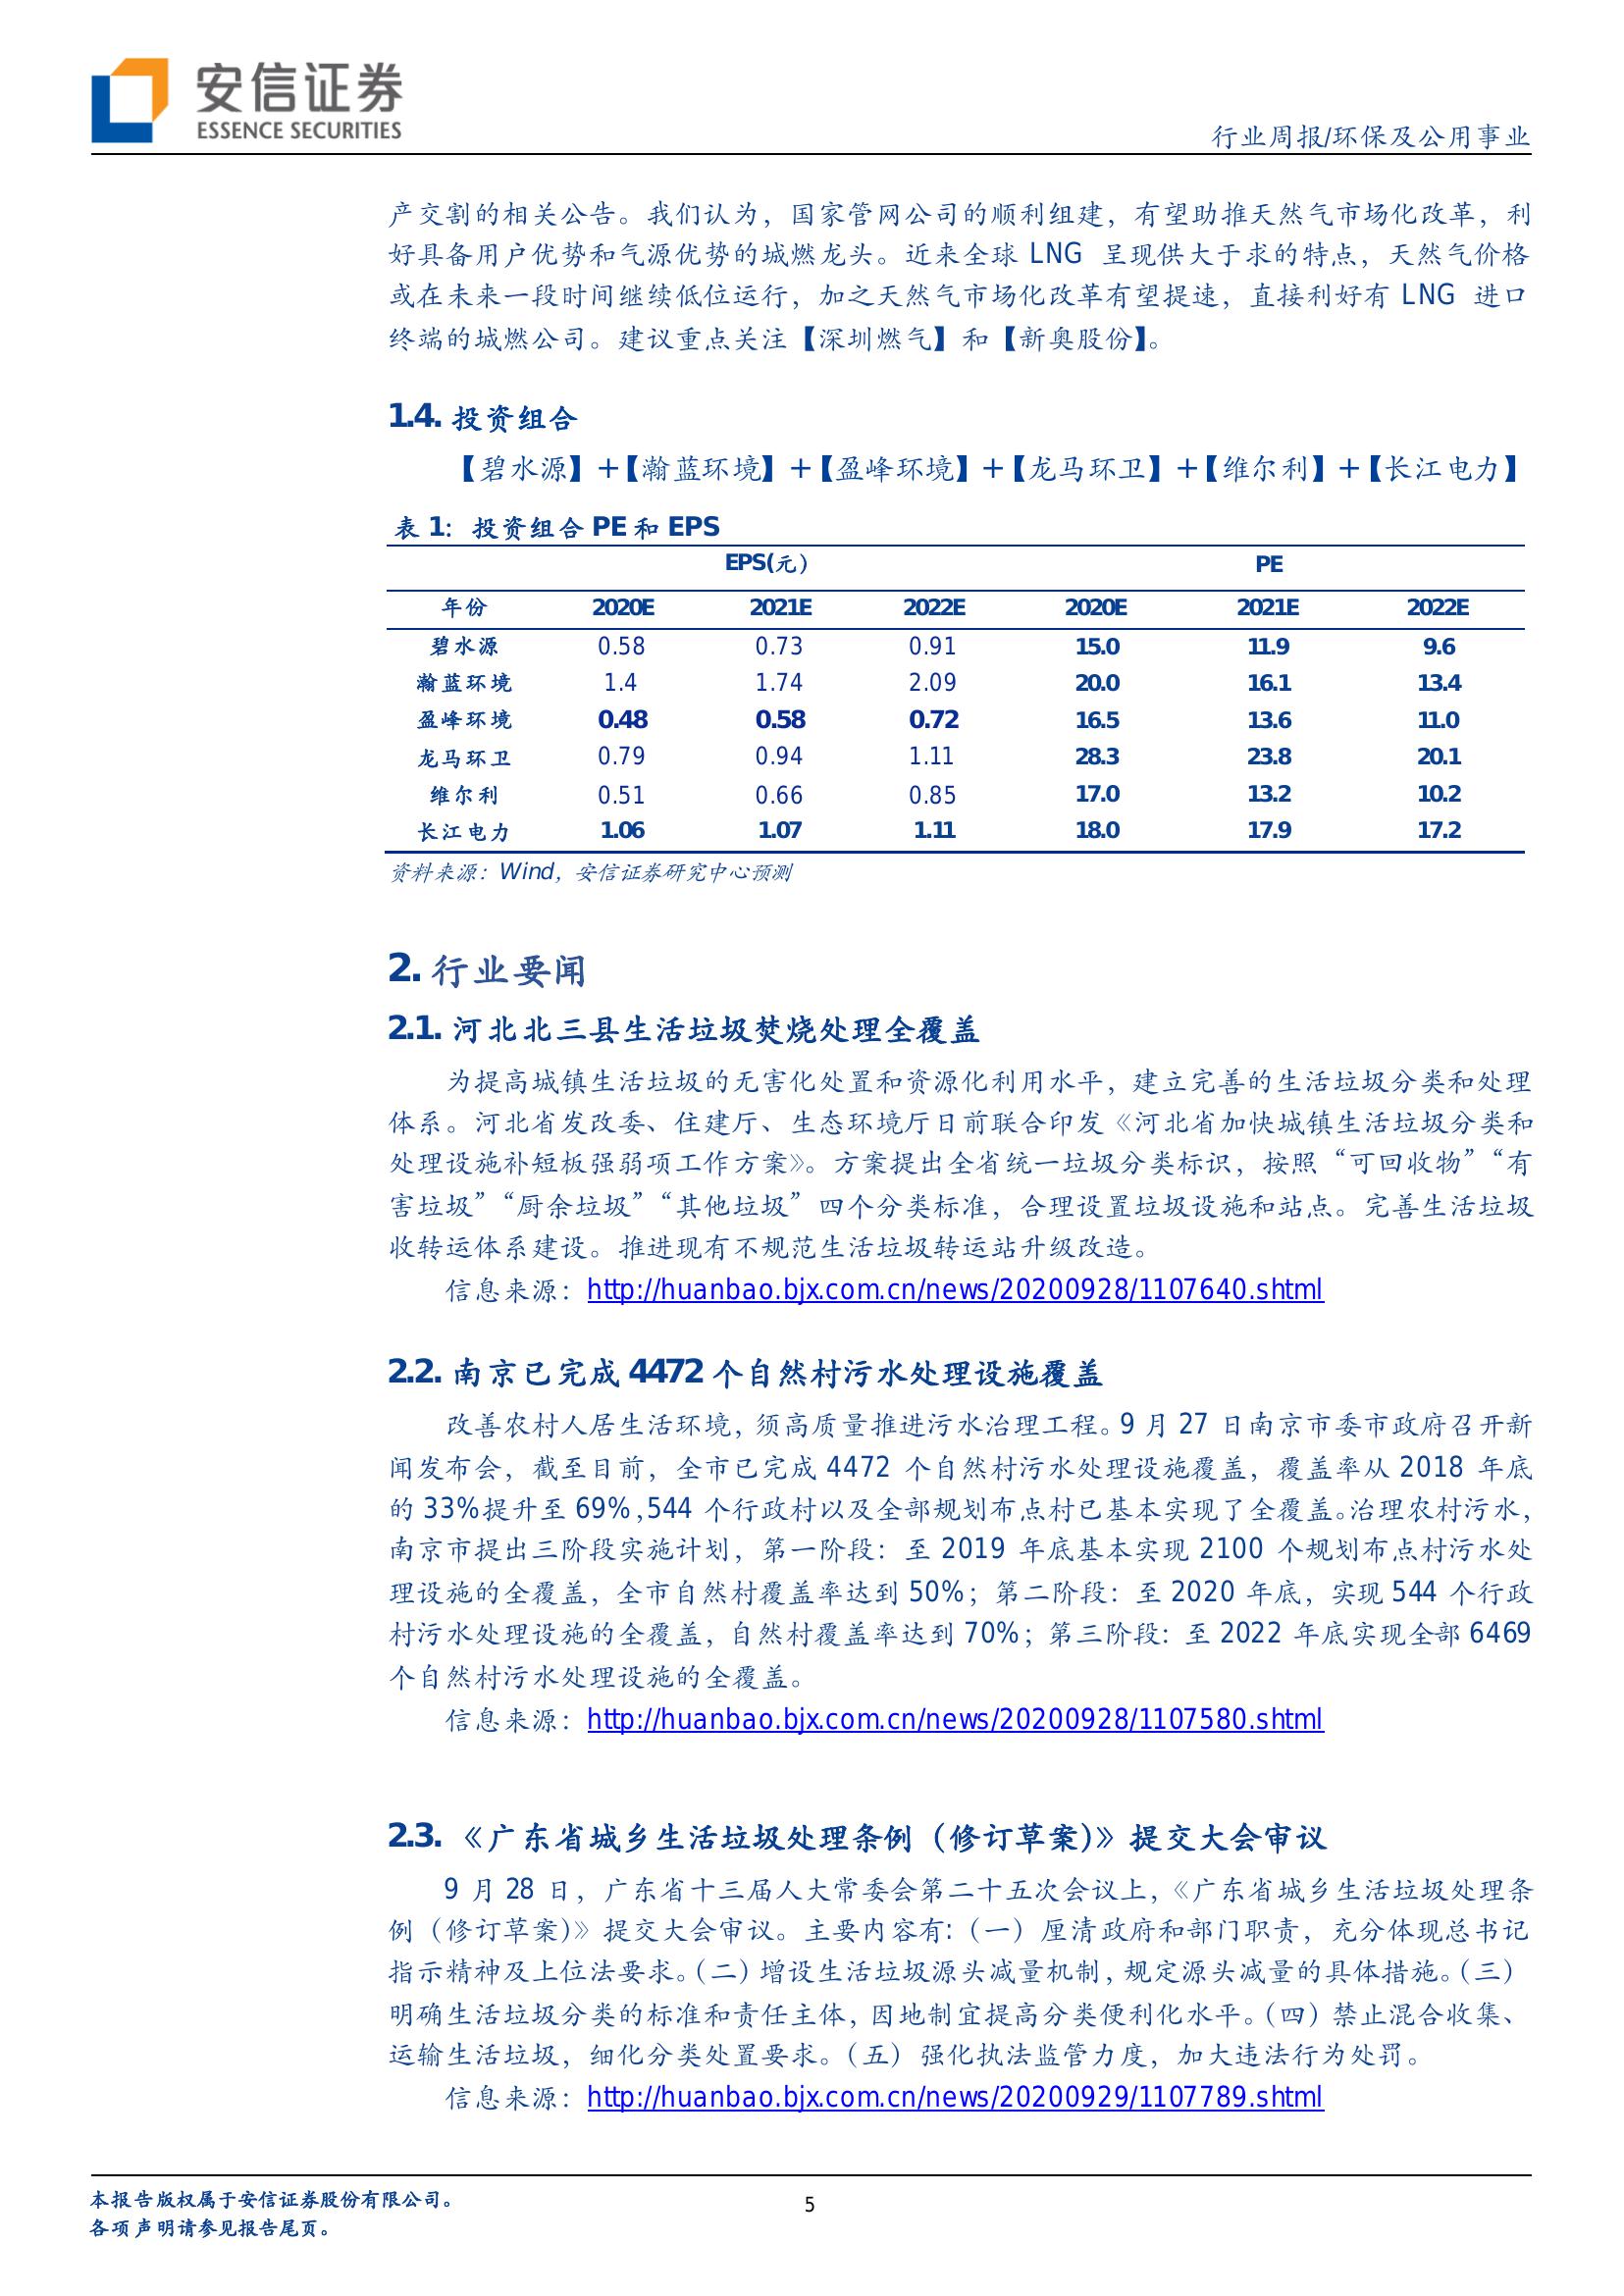 安信证券
ESSENCE SECURITIES
行业周报/环保及公用事业
产交割的相关公告。我们认为，国家管网公司的顺利组建，有望助推天然气市场化改革，利
好具备用户优势和气源优势的城燃龙头。近来全球 LNG 呈现供大于求的特点，天然气价格
或在未来一段时间继续低位运行，加之天然气市场化改革有望提速，直接利好有 LNG 进口
终端的城燃公司。建议重点关注【深圳燃气】和【新奥股份】。
1.4. 投资组合
【碧水源】+【瀚蓝环境】+【盈峰环境】+【龙马环卫】+【维尔利】+【长江电力】
表 1：投资组合 PE 和 EPS
EPS(元） PE
年份 2020E 2021E 2022E 2020E 2021E 2022E
碧水源 0.58 0.73 0.91 15.0 11.9 9.6
瀚蓝环境 1.4 1.74 2.09 20.0 16.1 13.4
盈峰环境 0.48 0.58 0.72 16.5 13.6 11.0
龙马环卫 0.79 0.94 1.11 28.3 23.8 20.1
维尔利 0.51 0.66 0.85 17.0 13.2 10.2
长江电力 1.06 1.07 1.11 18.0 17.9 17.2
资料来源：Wind，安信证券研究中心预测
2. 行业要闻
2.1. 河北北三县生活垃圾焚烧处理全覆盖
为提高城镇生活垃圾的无害化处置和资源化利用水平，建立完善的生活垃圾分类和处理
体系。河北省发改委、住建厅、生态环境厅日前联合印发《河北省加快城镇生活垃圾分类和
处理设施补短板强弱项工作方案》。方案提出全省统一垃圾分类标识，按照“可回收物”“有
害垃圾”“厨余垃圾”“其他垃圾”四个分类标准，合理设置垃圾设施和站点。完善生活垃圾
收转运体系建设。推进现有不规范生活垃圾转运站升级改造。
信息来源：http://huanbao.bjx.com.cn/news/20200928/1107640.shtml
2.2. 南京已完成 4472 个自然村污水处理设施覆盖
改善农村人居生活环境，须高质量推进污水治理工程。9 月 27 日南京市委市政府召开新
闻发布会，截至目前，全市已完成 4472 个自然村污水处理设施覆盖，覆盖率从 2018 年底
的 33%提升至 69%，544 个行政村以及全部规划布点村已基本实现了全覆盖。治理农村污水，
南京市提出三阶段实施计划，第一阶段：至 2019 年底基本实现 2100 个规划布点村污水处
理设施的全覆盖，全市自然村覆盖率达到 50%；第二阶段：至 2020 年底，实现 544 个行政
村污水处理设施的全覆盖，自然村覆盖率达到 70%；第三阶段：至 2022 年底实现全部 6469
个自然村污水处理设施的全覆盖。
信息来源：http://huanbao.bjx.com.cn/news/20200928/1107580.shtml
2.3. 《广东省城乡生活垃圾处理条例（修订草案）》提交大会审议
9 月 28 日，广东省十三届人大常委会第二十五次会议上，《广东省城乡生活垃圾处理条
例（修订草案）》提交大会审议。主要内容有：（一）厘清政府和部门职责，充分体现总书记
指示精神及上位法要求。（二）增设生活垃圾源头减量机制，规定源头减量的具体措施。（三）
明确生活垃圾分类的标准和责任主体，因地制宜提高分类便利化水平。（四）禁止混合收集、
运输生活垃圾，细化分类处置要求。（五）强化执法监管力度，加大违法行为处罚。
信息来源：http://huanbao.bjx.com.cn/news/20200929/1107789.shtml
本报告版权属于安信证券股份有限公司。
各项声明请参见报告尾页。
5